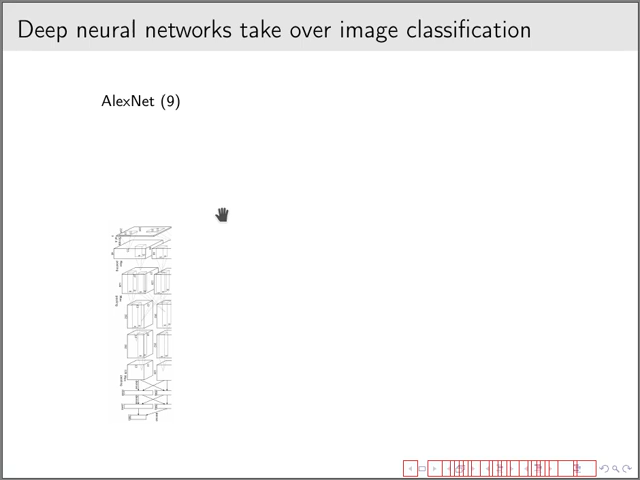 Deep neural networks take over image classification
AlexNet (9)